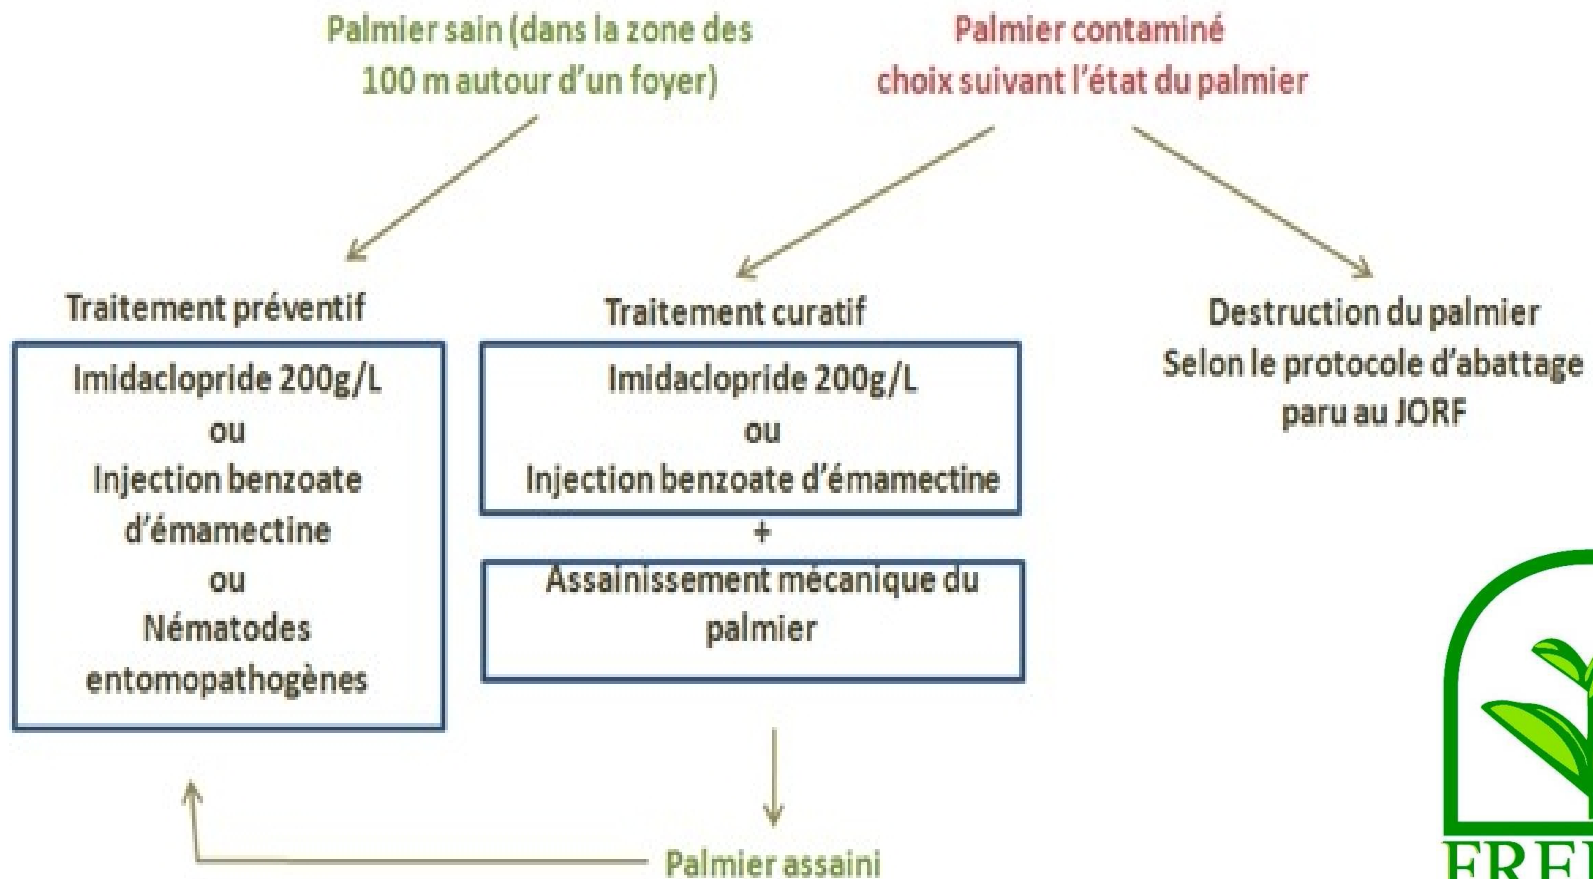 Palmier sain (dans la zone des
100 m autour d'un foyer)
Palmier contaminé
choix suivant l'état du palmier
Traitement préventif
Imidaclopride 200g/L
ou
Injection benzoate
d'émamectine
ou
Nématodes
entomopathogènes
Traitement curatif
Imidaclopride 200g/L
ou
Injection benzoate d'émamectine
+
Assainissement mécanique du
palmier
Destruction du palmier
Selon le protocole d'abattage
paru au JORF
Palmier assaini